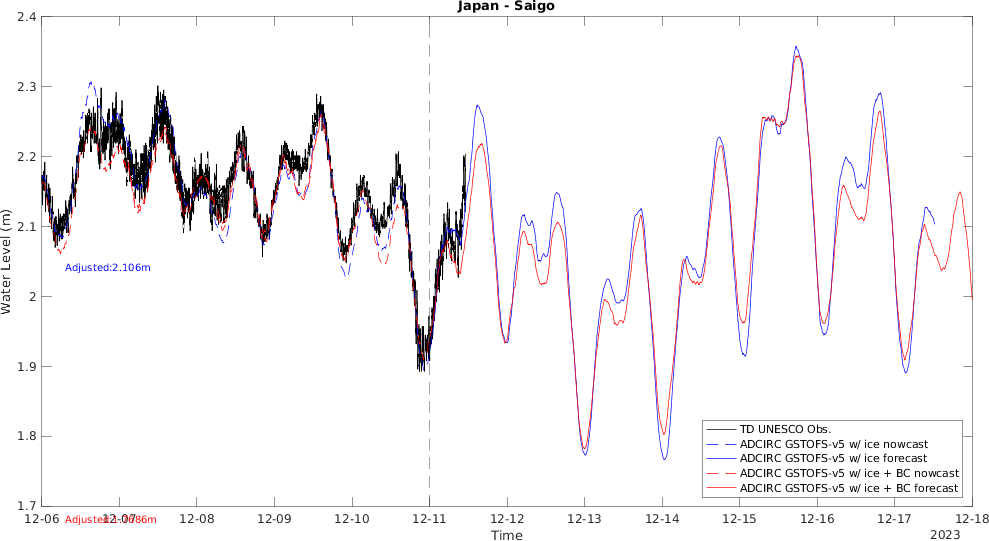 Japan - Saigo
Water Level (m)
2.4
2.3
2.2
2.1
2
1.9
1.8
1.7
Adjusted:2.106m
TD UNESCO Obs.
ADCIRC GSTOFS-v5 w/ ice nowcast
ADCIRC GSTOFS-v5 w/ ice forecast
ADCIRC GSTOFS-v5 w/ ice + BC nowcast
ADCIRC GSTOFS-v5 w/ ice + BC forecast
12-06 12-07 12-08 12-09 12-10 12-11 12-12 12-13 12-14 12-15 12-16 12-17 12-18
Time
2023